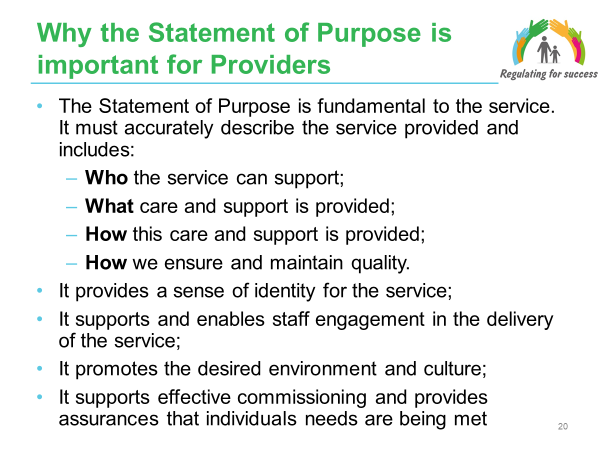 Why the Statement of Purpose is
important for Providers
Regulating for success
• The Statement of Purpose is fundamental to the service.
It must accurately describe the service provided and
includes:
– Who the service can support;
– What care and support is provided;
– How this care and support is provided;
– How we ensure and maintain quality.
• It provides a sense of identity for the service;
• It supports and enables staff engagement in the delivery
of the service;
• It promotes the desired environment and culture;
• It supports effective commissioning and provides
assurances that individuals needs are being met
20